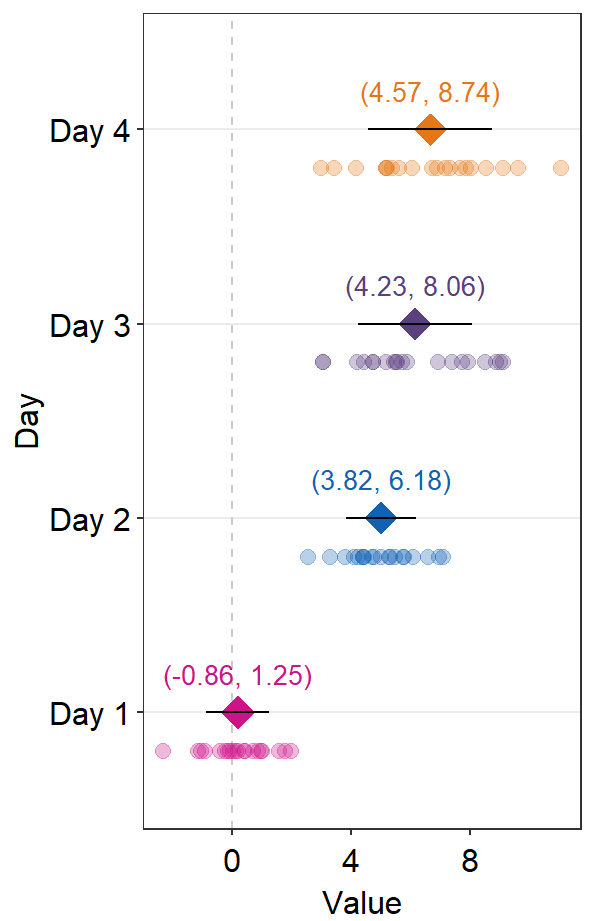 (4.57, 8.74)
Day 4
(4.23, 8.06)
Day 3
Day
(3.82, 6.18)
Day 2
(-0.86, 1.25)
Day 1
0 4 8
Value